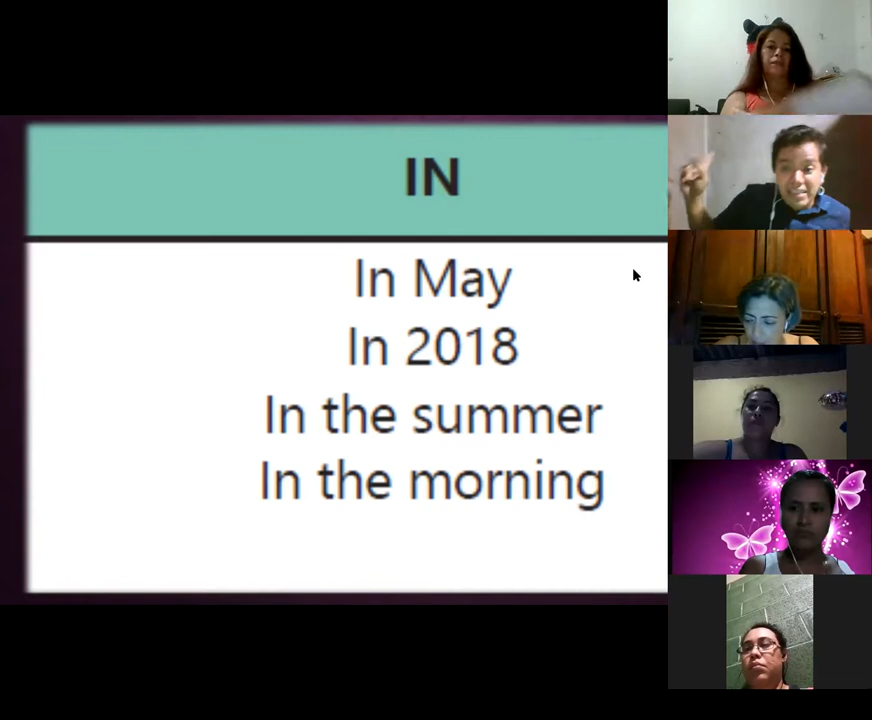 IN
In May
In 2018
In the summer
In the morning